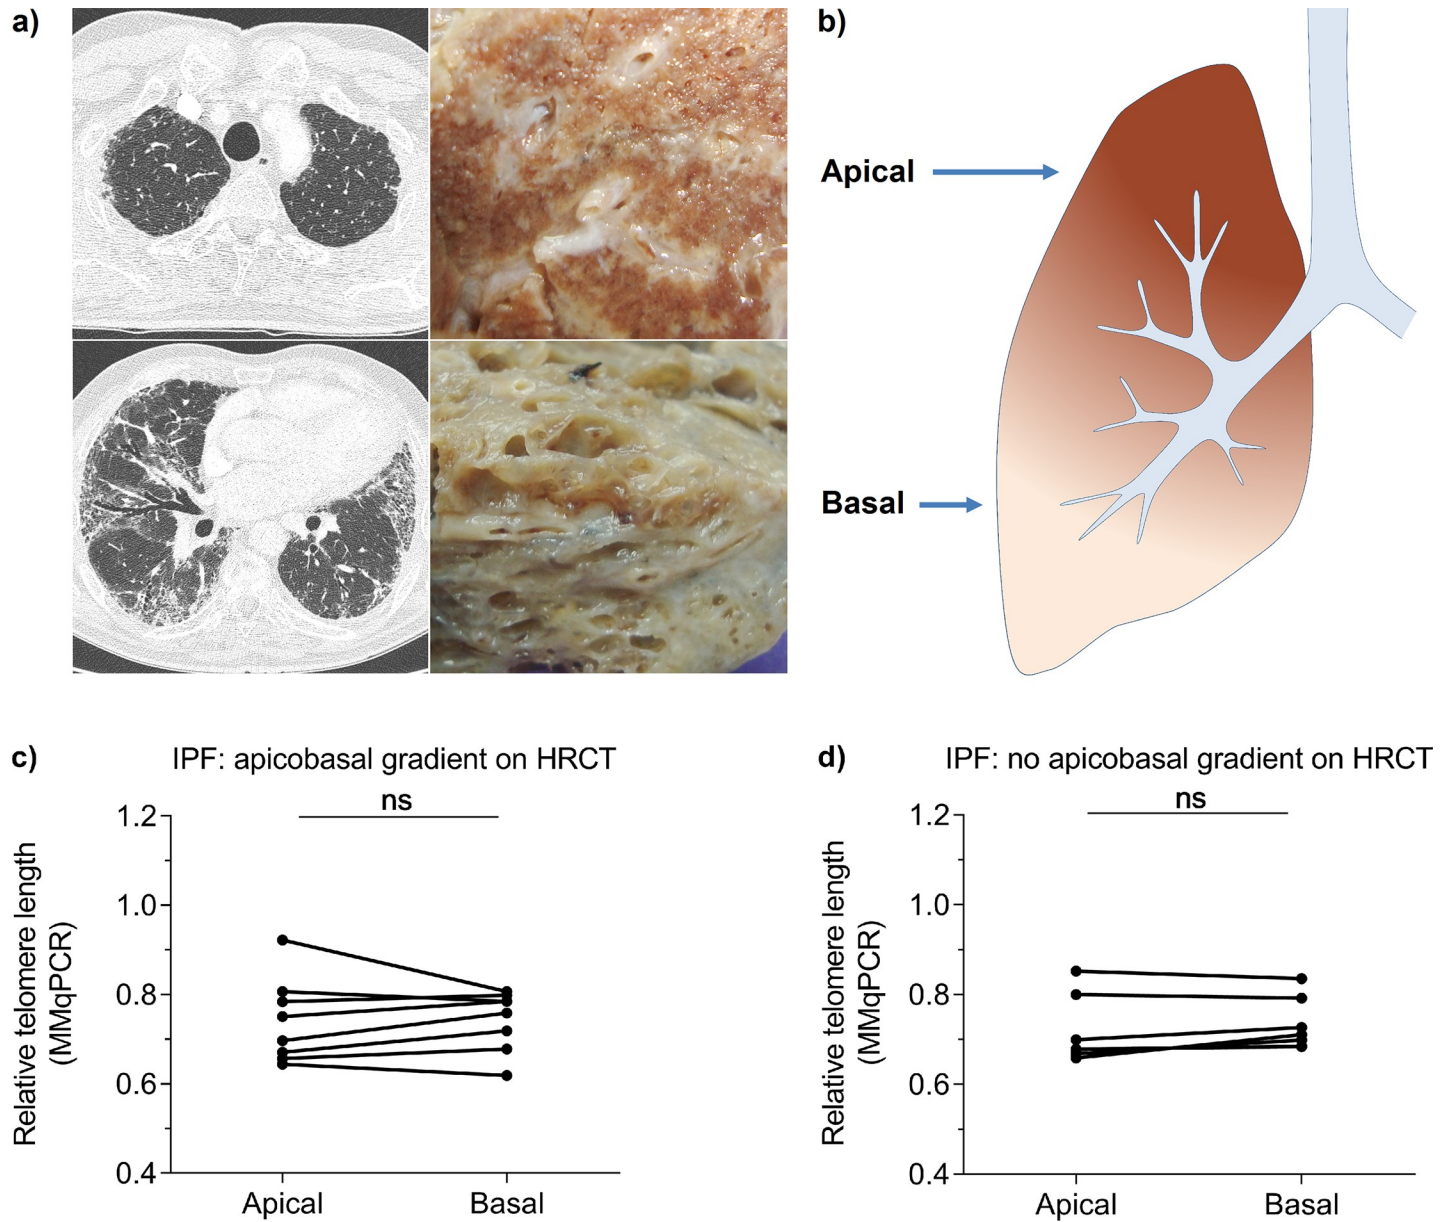 a)
b)
Apical
Basal
c)
IPF: apicobasal gradient on HRCT
ns
1.2
1.0
0.8
0.6
0.4
Relative telomere length
(MMqPCR)
Apical
Basal
d)
IPF: no apicobasal gradient on HRCT
ns
1.2
1.0
0.8
0.6
0.4
Relative telomere length
(MMqPCR)
Apical
Basal